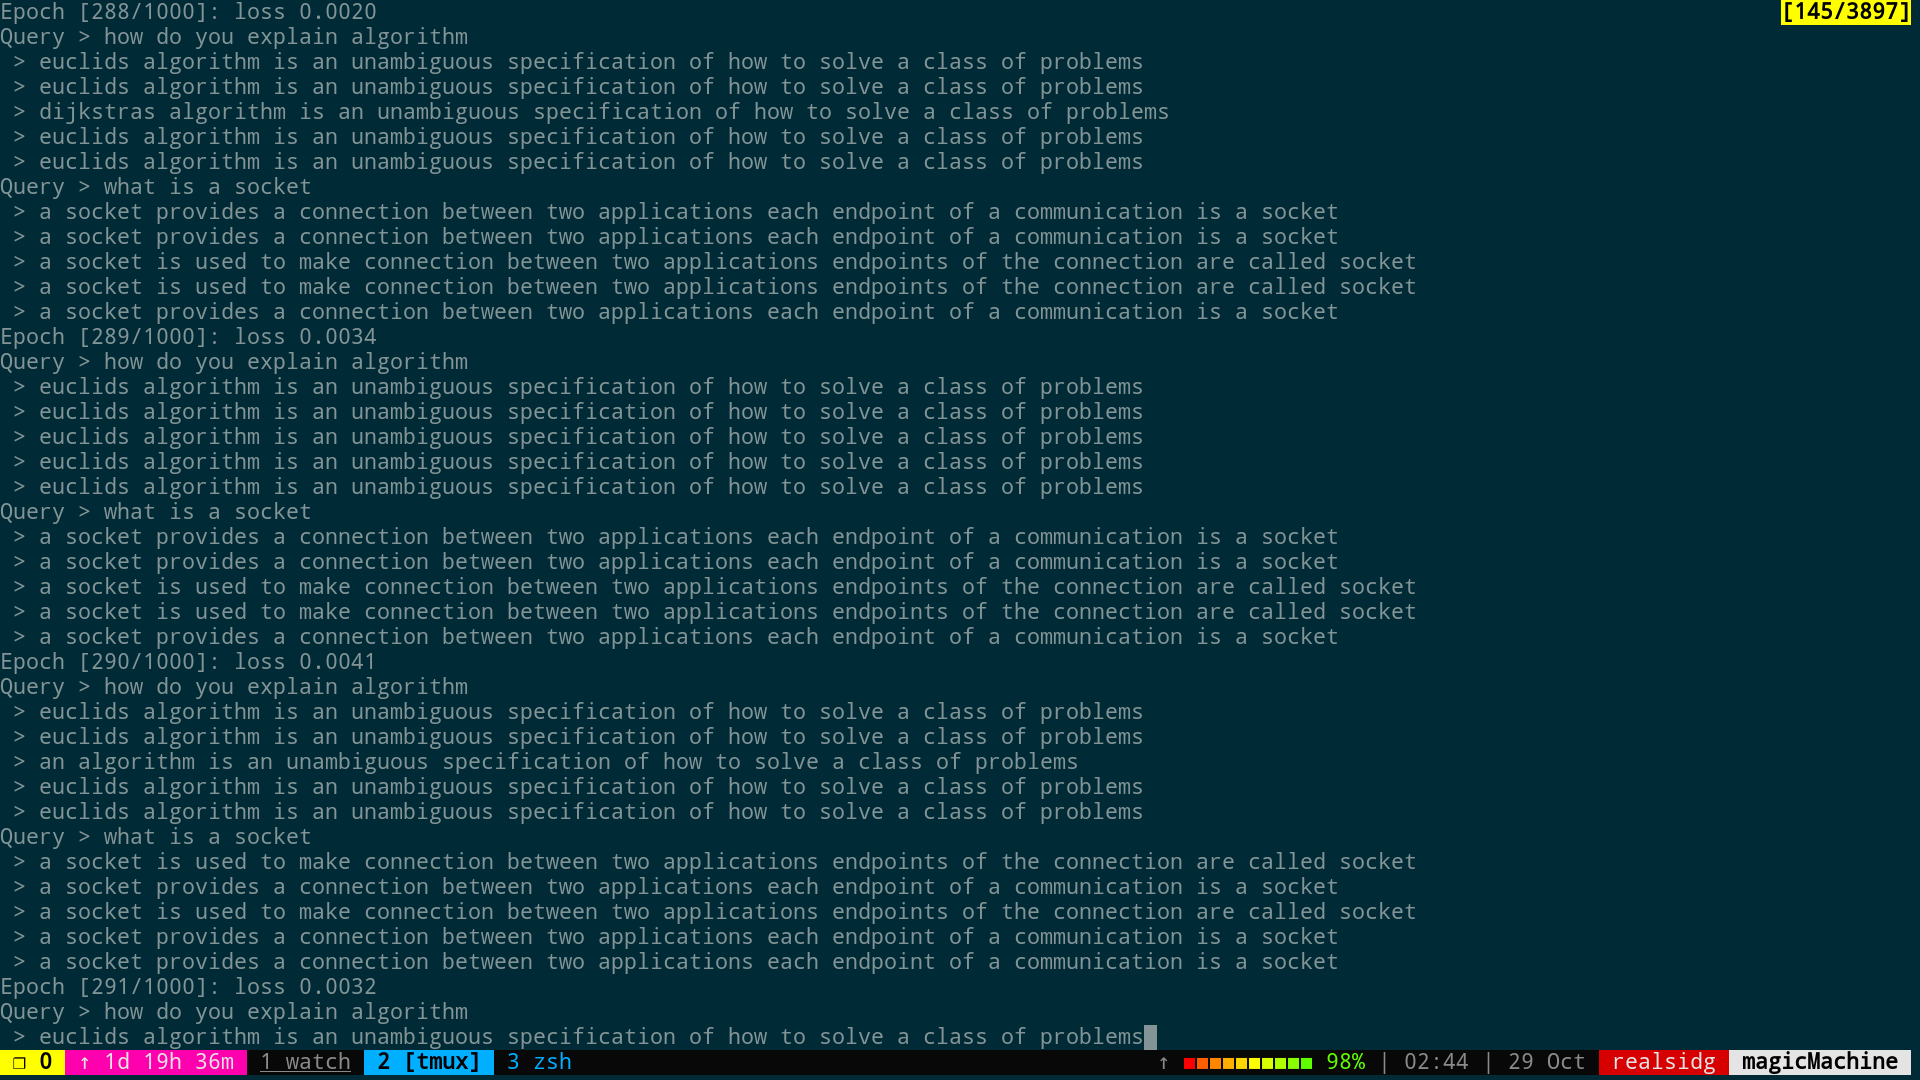 Epoch [288/1000]: loss 0.0020 [145/3897]
Query > how do you explain algorithm
 > euclids algorithm is an unambiguous specification of how to solve a class of problems
 > euclids algorithm is an unambiguous specification of how to solve a class of problems
 > dijkstras algorithm is an unambiguous specification of how to solve a class of problems
 > euclids algorithm is an unambiguous specification of how to solve a class of problems
 > euclids algorithm is an unambiguous specification of how to solve a class of problems
Query > what is a socket
 > a socket provides a connection between two applications each endpoint of a communication is a socket
 > a socket provides a connection between two applications each endpoint of a communication is a socket
 > a socket is used to make connection between two applications endpoints of the connection are called socket
 > a socket is used to make connection between two applications endpoints of the connection are called socket
 > a socket provides a connection between two applications each endpoint of a communication is a socket
Epoch [289/1000]: loss 0.0034
Query > how do you explain algorithm
 > euclids algorithm is an unambiguous specification of how to solve a class of problems
 > euclids algorithm is an unambiguous specification of how to solve a class of problems
 > euclids algorithm is an unambiguous specification of how to solve a class of problems
 > euclids algorithm is an unambiguous specification of how to solve a class of problems
 > euclids algorithm is an unambiguous specification of how to solve a class of problems
Query > what is a socket
 > a socket provides a connection between two applications each endpoint of a communication is a socket
 > a socket provides a connection between two applications each endpoint of a communication is a socket
 > a socket is used to make connection between two applications endpoints of the connection are called socket
 > a socket is used to make connection between two applications endpoints of the connection are called socket
 > a socket provides a connection between two applications each endpoint of a communication is a socket
Epoch [290/1000]: loss 0.0041
Query > how do you explain algorithm
 > euclids algorithm is an unambiguous specification of how to solve a class of problems
 > euclids algorithm is an unambiguous specification of how to solve a class of problems
 > an algorithm is an unambiguous specification of how to solve a class of problems
 > euclids algorithm is an unambiguous specification of how to solve a class of problems
 > euclids algorithm is an unambiguous specification of how to solve a class of problems
Query > what is a socket
 > a socket is used to make connection between two applications endpoints of the connection are called socket
 > a socket provides a connection between two applications each endpoint of a communication is a socket
 > a socket is used to make connection between two applications endpoints of the connection are called socket
 > a socket provides a connection between two applications each endpoint of a communication is a socket
 > a socket provides a connection between two applications each endpoint of a communication is a socket
Epoch [291/1000]: loss 0.0032
Query > how do you explain algorithm
 > euclids algorithm is an unambiguous specification of how to solve a class of problems
❐ 0 ↑ 1d 19h 36m 1 watch 2 [tmux] 3 zsh ↑ 98% | 02:44 | 29 Oct realsidg magicMachine